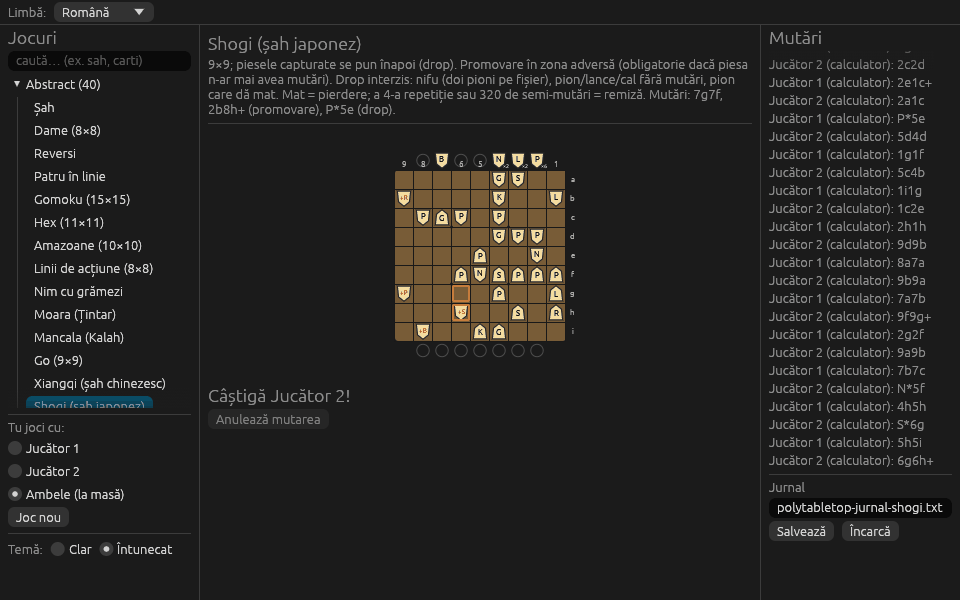 Limbă: Română
Jocuri
caută... (ex. sah, carti)
Abstract (40)
Șah
Dame (8×8)
Reversi
Patru în linie
Gomoku (15×15)
Hex (11×11)
Amazoane (10×10)
Linii de acțiune (8×8)
Nim cu grămezi
Moara (Țintar)
Mancala (Kalah)
Go (9×9)
Xiangqi (șah chinezesc)
Shogi (șah japonez)
Tu joci cu:
Jucător 1
Jucător 2
Ambele (la masă)
Joc nou
Temă: Clar Întunecat
Shogi (șah japonez)
9×9; piesele capturate se pun înapoi (drop). Promovare în zona adversă (obligatorie dacă piesa
n-ar mai avea mutări). Drop interzis: nifu (doi pioni pe fișier), pion/lance/cal fără mutări, pion
care dă mat. Mat = pierdere; a 4-a repetiție sau 320 de semi-mutări = remiză. Mutări: 7g7f,
2b8h+ (promovare), P*5e (drop).
B N L P
9 8 6 5 1
G S a
+R K L b
P G P P c
G P P d
P N e
P N S P P P f
+P P L g
+S S R h
+B K G i
Câștigă Jucător 2!
Anulează mutarea
Mutări
Jucător 2 (calculator): 2c2d
Jucător 1 (calculator): 2e1c+
Jucător 2 (calculator): 2a1c
Jucător 1 (calculator): P*5e
Jucător 2 (calculator): 5d4d
Jucător 1 (calculator): 1g1f
Jucător 2 (calculator): 5c4b
Jucător 1 (calculator): 1i1g
Jucător 2 (calculator): 1c2e
Jucător 1 (calculator): 2h1h
Jucător 2 (calculator): 9d9b
Jucător 1 (calculator): 8a7a
Jucător 2 (calculator): 9b9a
Jucător 1 (calculator): 7a7b
Jucător 2 (calculator): 9f9g+
Jucător 1 (calculator): 2g2f
Jucător 2 (calculator): 9a9b
Jucător 1 (calculator): 7b7c
Jucător 2 (calculator): N*5f
Jucător 1 (calculator): 4h5h
Jucător 2 (calculator): S*6g
Jucător 1 (calculator): 5h5i
Jucător 2 (calculator): 6g6h+
Jurnal
polytabletop-jurnal-shogi.txt
Salvează Încarcă